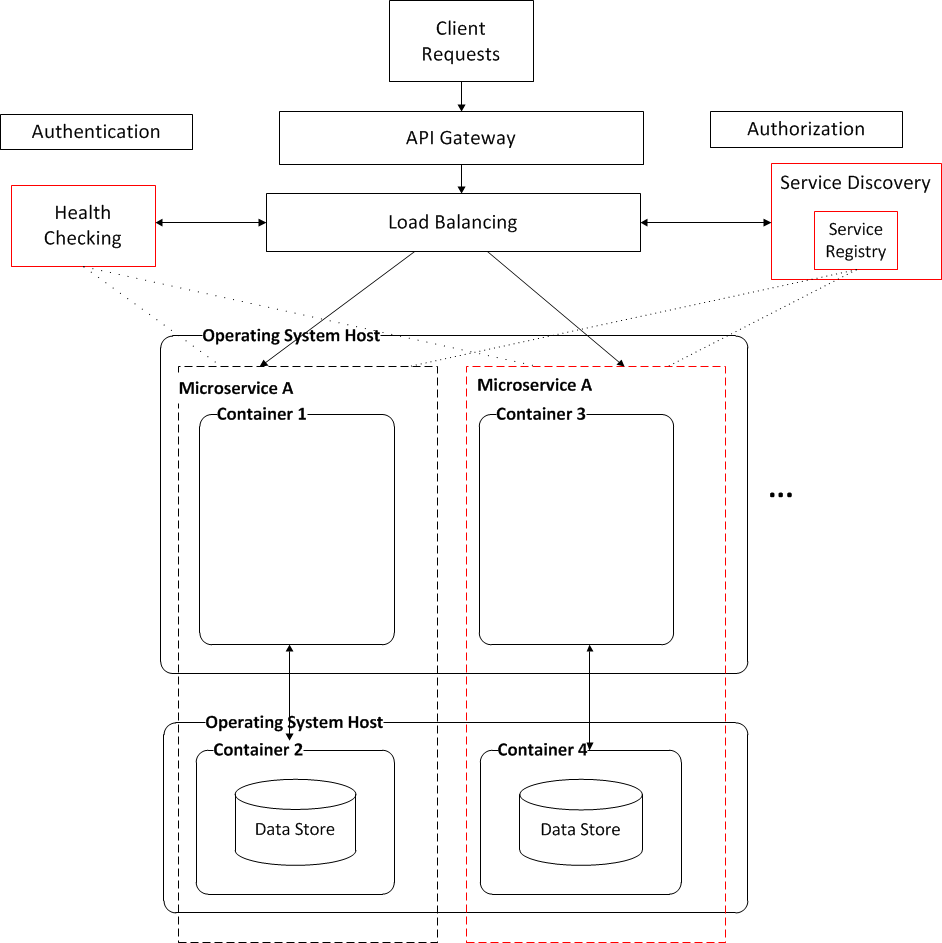 Client
Requests
API Gateway
Authentication
Authorization
Load Balancing
Health
Checking
Service Discovery
Service
Registry
Operating System Host
Microservice A
Microservice A
Container 1
Container 3
...
Operating System Host
Container 2
Container 4
Data Store
Data Store